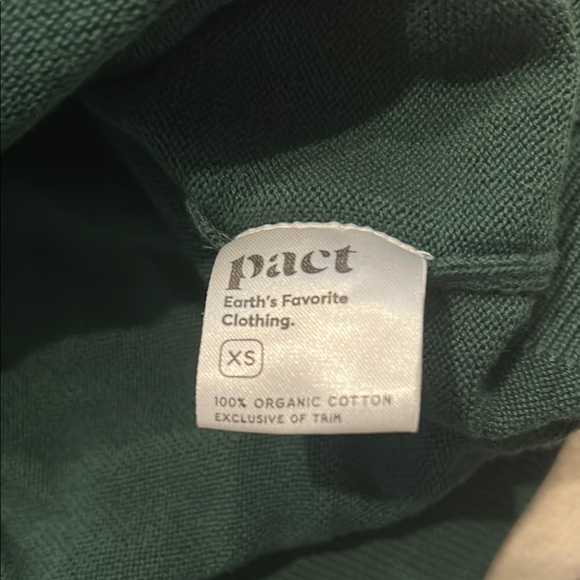 pact
Earth's Favorite
Clothing.
XS
100% ORGANIC COTTON
EXCLUSIVE OF TRIM